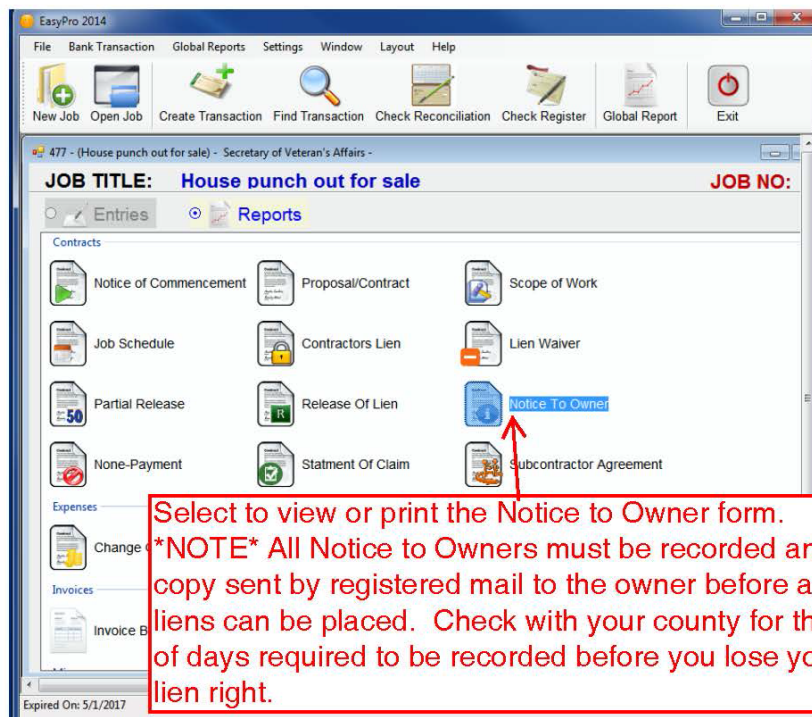 EasyPro 2014
File Bank Transaction Global Reports Settings Window Layout Help
New Job Open Job Create Transaction Find Transaction Check Reconciliation Check Register Global Report Exit
477 - (House punch out for sale) - Secretary of Veteran's Affairs -
JOB TITLE: House punch out for sale JOB NO:
Entries Reports
Contracts
Notice of Commencement Proposal/Contract Scope of Work
Job Schedule Contractors Lien Lien Waiver
50 Partial Release R Release Of Lien Notice To Owner
None-Payment Statment Of Claim Subcontractor Agreement
Expenses
Change
Invoices
Invoice
Select to view or print the Notice to Owner form.
*NOTE* All Notice to Owners must be recorded
copy sent by registered mail to the owner before
liens can be placed. Check with your county for
of days required to be recorded before you lose
lien right.
Expired On: 5/1/2017